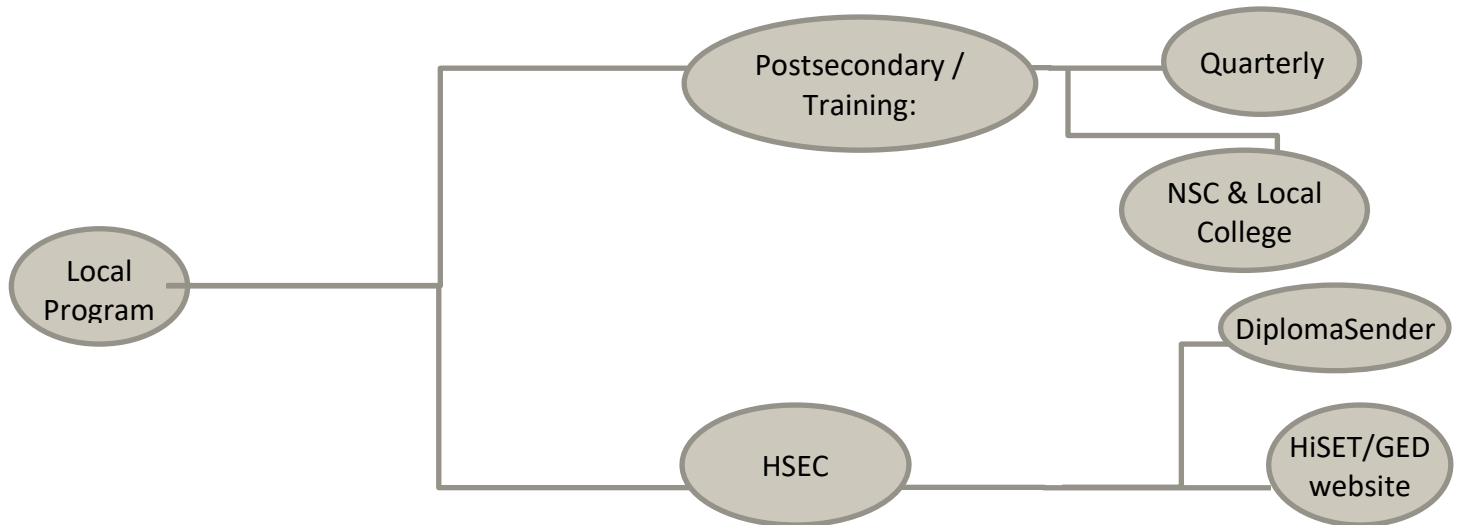 Postsecondary /
Training:
Quarterly
NSC & Local
College
Local
Program
DiplomaSender
HSEC
HiSET/GED
website